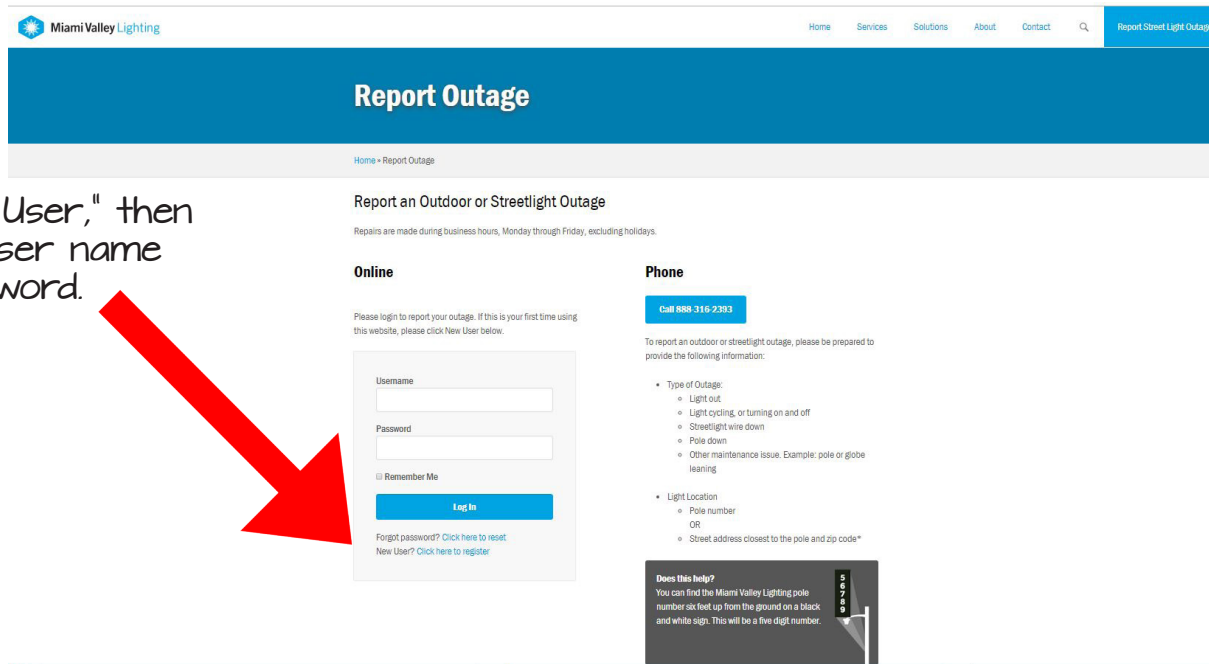 Miami Valley Lighting
Home Services Solutions About Contact Report Street Light Outage
Report Outage
Home » Report Outage
User," then
ser name
word.
Report an Outdoor or Streetlight Outage
Repairs are made during business hours, Monday through Friday, excluding holidays.
Online
Please login to report your outage. If this is your first time using
this website, please click New User below.
Username
Password
Remember Me
Log In
Forgot password? Click here to reset
New User? Click here to register
Phone
Call 888-316-2393
To report an outdoor or streetlight outage, please be prepared to
provide the following information:
• Type of Outage:
○ Light out
○ Light cycling, or turning on and off
○ Streetlight wire down
○ Pole down
○ Other maintenance issue. Example: pole or globe
leaning
• Light Location
○ Pole number
OR
○ Street address closest to the pole and zip code*
Does this help?
You can find the Miami Valley Lighting pole
number six feet up from the ground on a black
and white sign. This will be a five digit number.
5
6
7
8
9